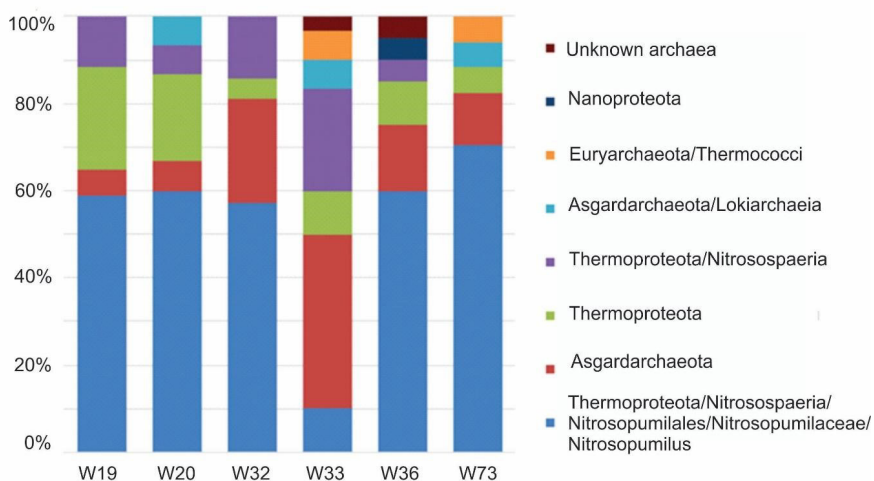 100%
80%
60%
40%
20%
0%
W19 W20 W32 W33 W36 W73
Unknown archaea
Nanoproteota
Euryarchaeota/Thermococci
Asgardarchaeota/Lokiarchaeia
Thermoproteota/Nitrosospaeria
Thermoproteota
Asgardarchaeota
Thermoproteota/Nitrosospaeria/
Nitrosopumilales/Nitrosopumilaceae/
Nitrosopumilus